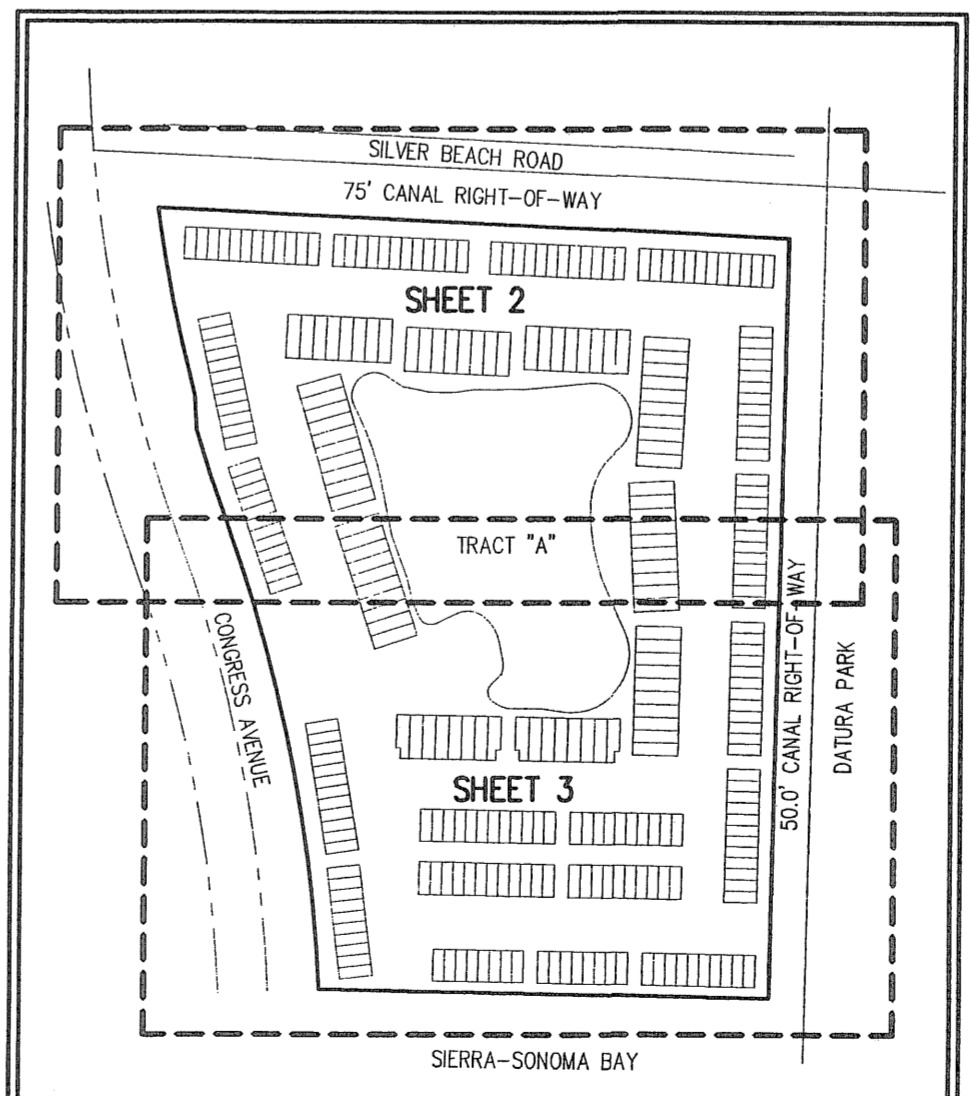 SILVER BEACH ROAD
75' CANAL RIGHT-OF-WAY
SHEET 2
TRACT "A"
CONGRESS AVENUE
50.0' CANAL RIGHT-OF-WAY
DATURA PARK
SHEET 3
SIERRA-SONOMA BAY